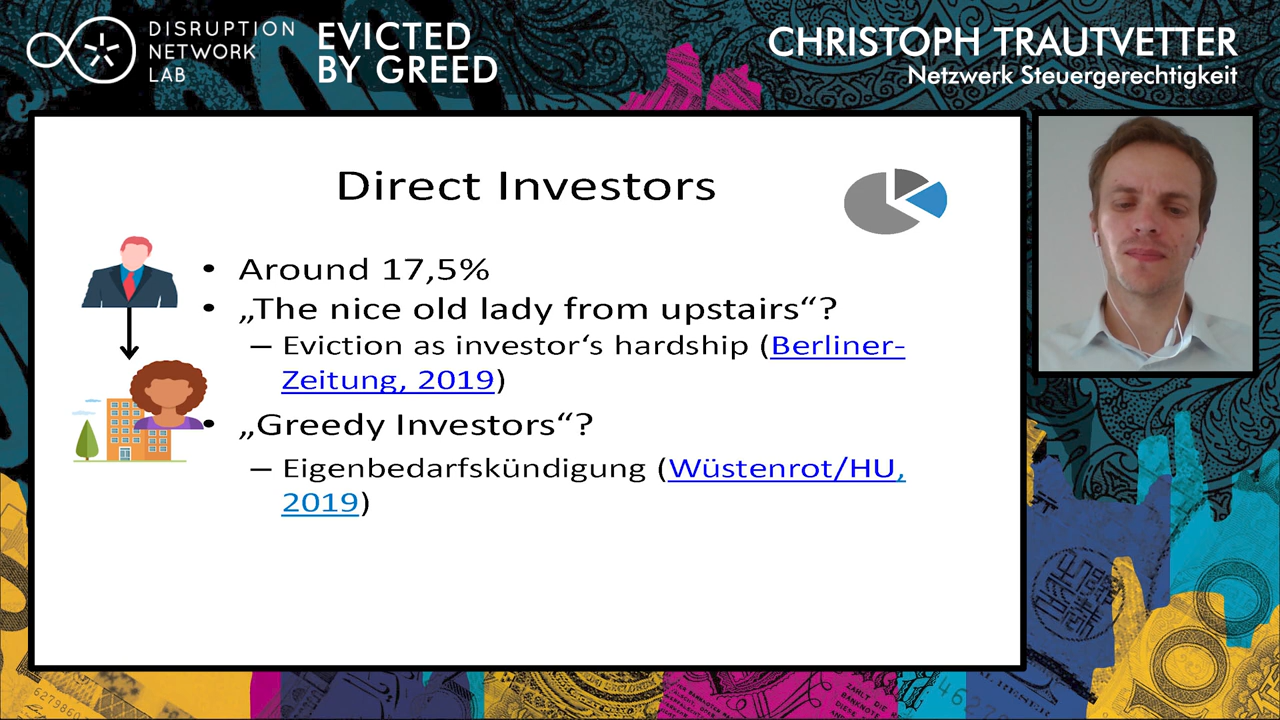 DISRUPTION
NETWORK
LAB
EVICTED
BY GREED
CHRISTOPH TRAUTVETTER
Netzwerk Steuergerechtigkeit
Direct Investors
• Around 17,5%
• „The nice old lady from upstairs“?
– Eviction as investor‘s hardship (Berliner-
Zeitung, 2019)
• „Greedy Investors“?
– Eigenbedarfskündigung (Wüstenrot/HU,
2019)